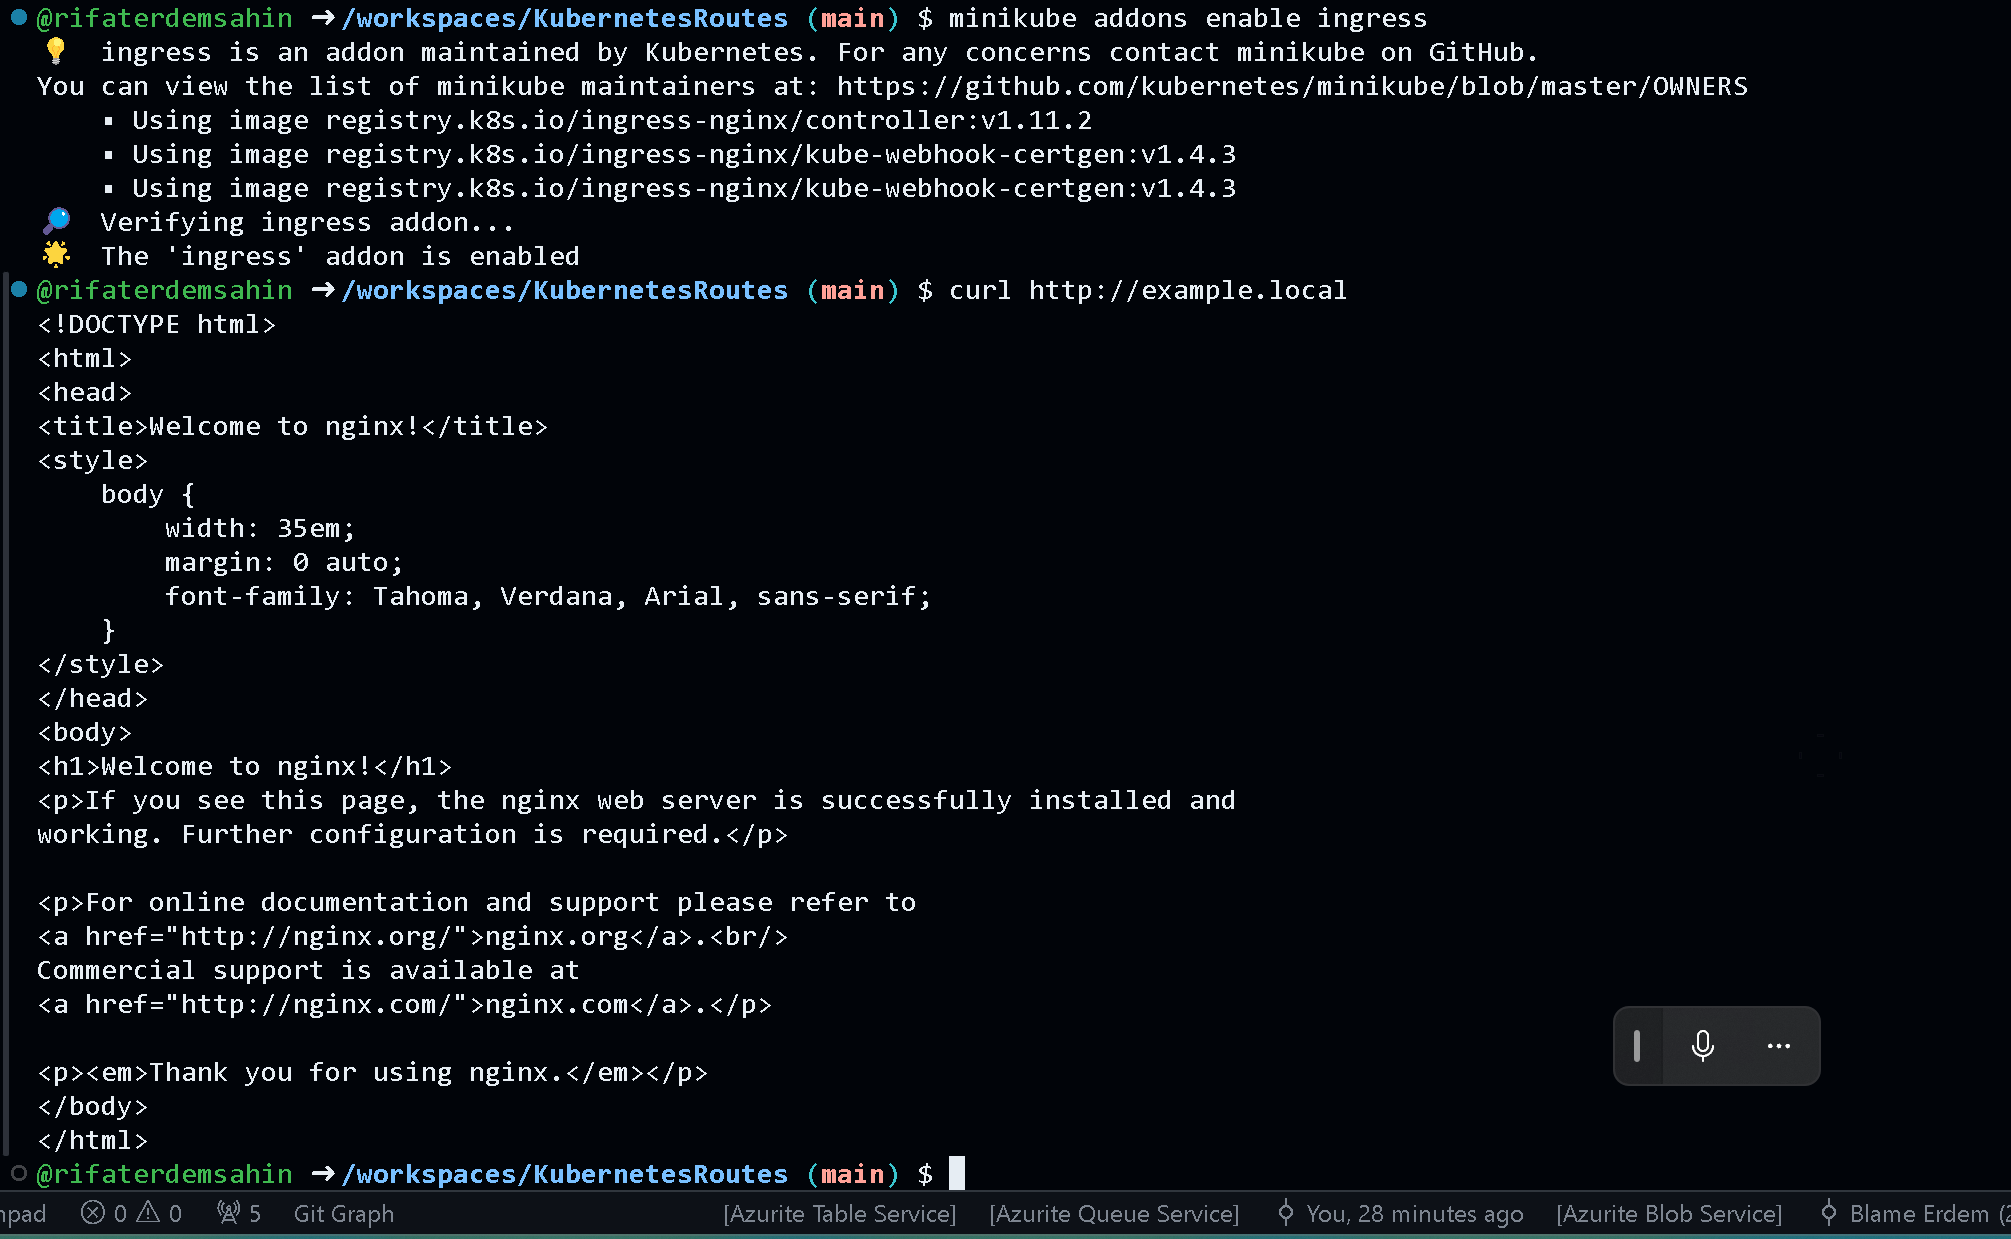 @rifaterdemsahin ➜/workspaces/KubernetesRoutes (main) $ minikube addons enable ingress
💡  ingress is an addon maintained by Kubernetes. For any concerns contact minikube on GitHub.
You can view the list of minikube maintainers at: https://github.com/kubernetes/minikube/blob/master/OWNERS
    ▪ Using image registry.k8s.io/ingress-nginx/controller:v1.11.2
    ▪ Using image registry.k8s.io/ingress-nginx/kube-webhook-certgen:v1.4.3
    ▪ Using image registry.k8s.io/ingress-nginx/kube-webhook-certgen:v1.4.3
🔎  Verifying ingress addon...
🌟  The 'ingress' addon is enabled
@rifaterdemsahin ➜/workspaces/KubernetesRoutes (main) $ curl http://example.local
<!DOCTYPE html>
<html>
<head>
<title>Welcome to nginx!</title>
<style>
    body {
        width: 35em;
        margin: 0 auto;
        font-family: Tahoma, Verdana, Arial, sans-serif;
    }
</style>
</head>
<body>
<h1>Welcome to nginx!</h1>
<p>If you see this page, the nginx web server is successfully installed and
working. Further configuration is required.</p>

<p>For online documentation and support please refer to
<a href="http://nginx.org/">nginx.org</a>.<br/>
Commercial support is available at
<a href="http://nginx.com/">nginx.com</a>.</p>

<p><em>Thank you for using nginx.</em></p>
</body>
</html>
@rifaterdemsahin ➜/workspaces/KubernetesRoutes (main) $
0 0 5 Git Graph [Azurite Table Service] [Azurite Queue Service] You, 28 minutes ago [Azurite Blob Service] Blame Erdem